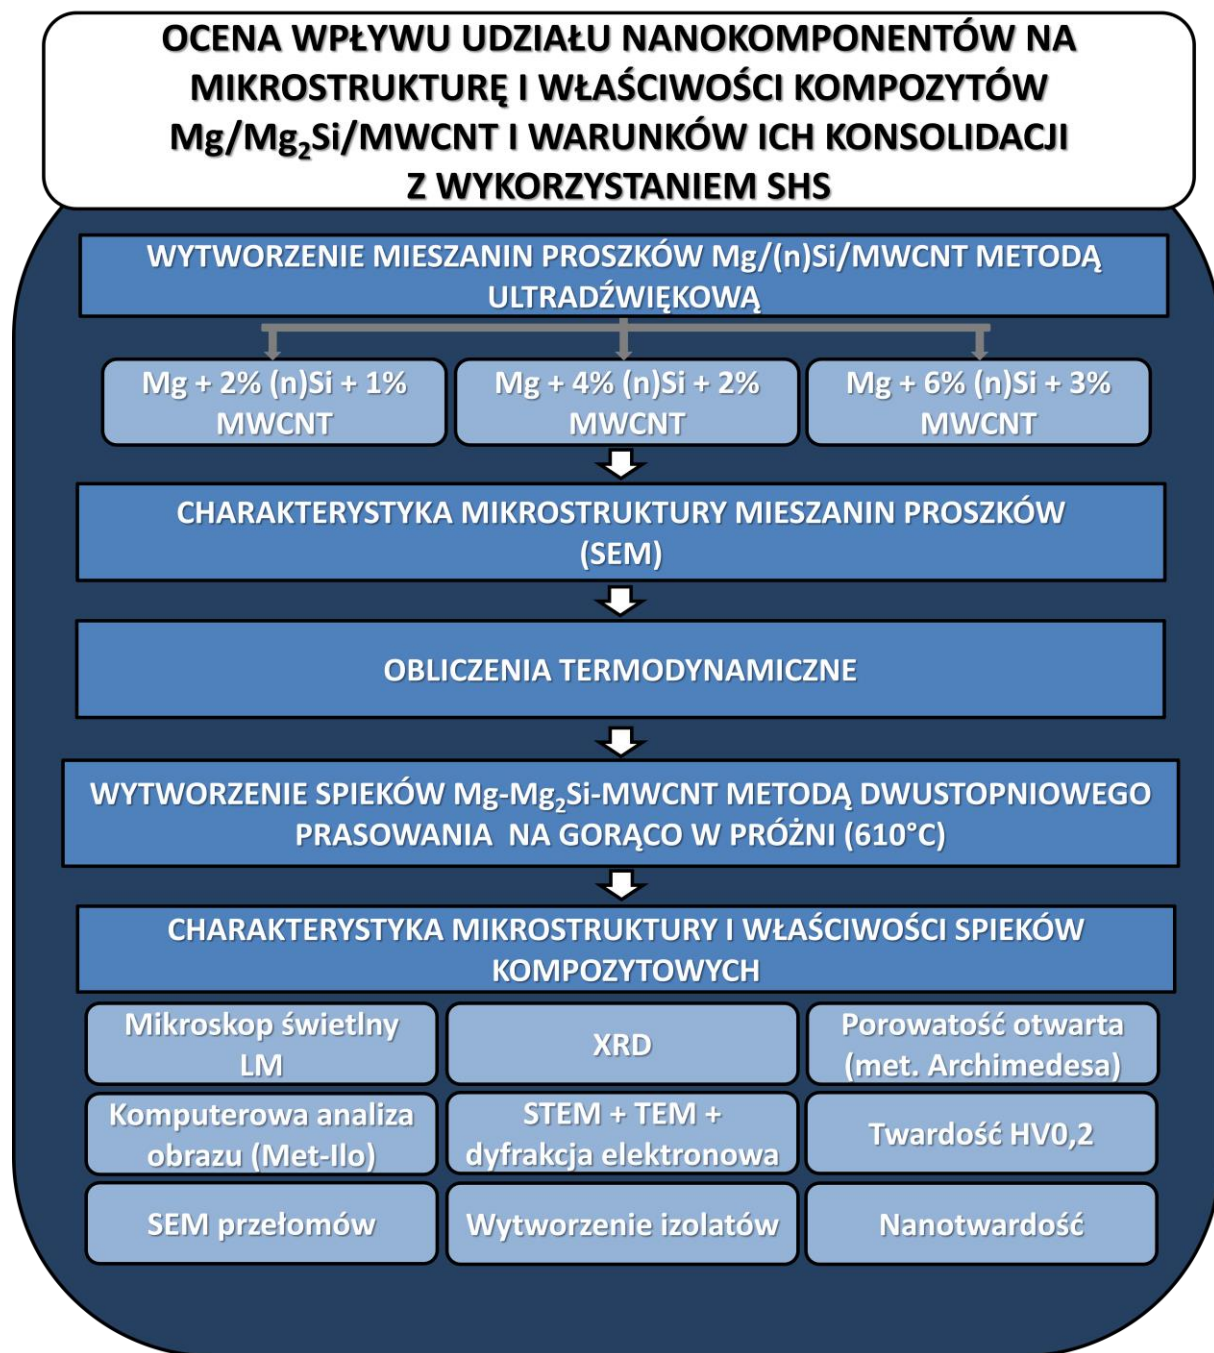 OCENA WPŁYWU UDZIAŁU NANOKOMPONENTÓW NA
MIKROSTRUKTURĘ I WŁAŚCIWOŚCI KOMPOZYTÓW
Mg/Mg₂Si/MWCNT I WARUNKÓW ICH KONSOLIDACJI
Z WYKORZYSTANIEM SHS
WYTWORZENIE MIESZANIN PROSZKÓW Mg/(n)Si/MWCNT METODĄ
ULTRADŹWIĘKOWĄ
Mg + 2% (n)Si + 1%
MWCNT
Mg + 4% (n)Si + 2%
MWCNT
Mg + 6% (n)Si + 3%
MWCNT
CHARAKTERYSTYKA MIKROSTRUKTURY MIESZANIN PROSZKÓW
(SEM)
OBLICZENIA TERMODYNAMICZNE
WYTWORZENIE SPIEKÓW Mg-Mg₂Si-MWCNT METODĄ DWUSTOPNIOWEGO
PRASOWANIA NA GORĄCO W PRÓŻNI (610°C)
CHARAKTERYSTYKA MIKROSTRUKTURY I WŁAŚCIWOŚCI SPIEKÓW
KOMPOZYTOWYCH
Mikroskop świetlny
LM
XRD
Porowatość otwarta
(met. Archimedesa)
Komputerowa analiza
obrazu (Met-Ilo)
STEM + TEM +
dyfrakcja elektronowa
Twardość HV0,2
SEM przełomów
Wytworzenie izolatów
Nanotwardość